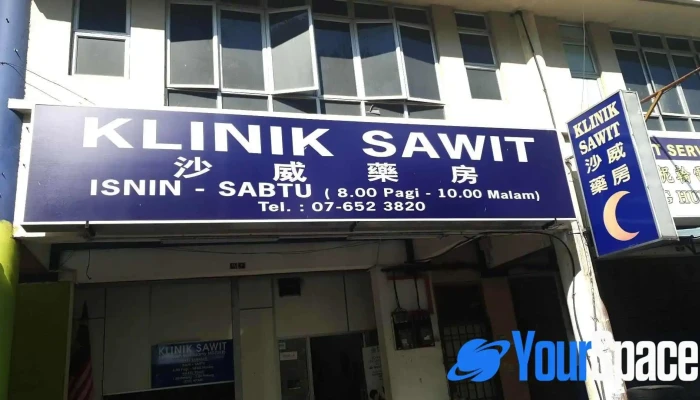 KLINIK SAWIT
沙 威 藥 房
ISNIN - SABTU ( 8.00 Pagi - 10.00 Malam)
Tel. : 07-652 3820
KLINIK
SAWIT
沙威
藥房
T SERV
KLINIK SAWIT
YourSpace